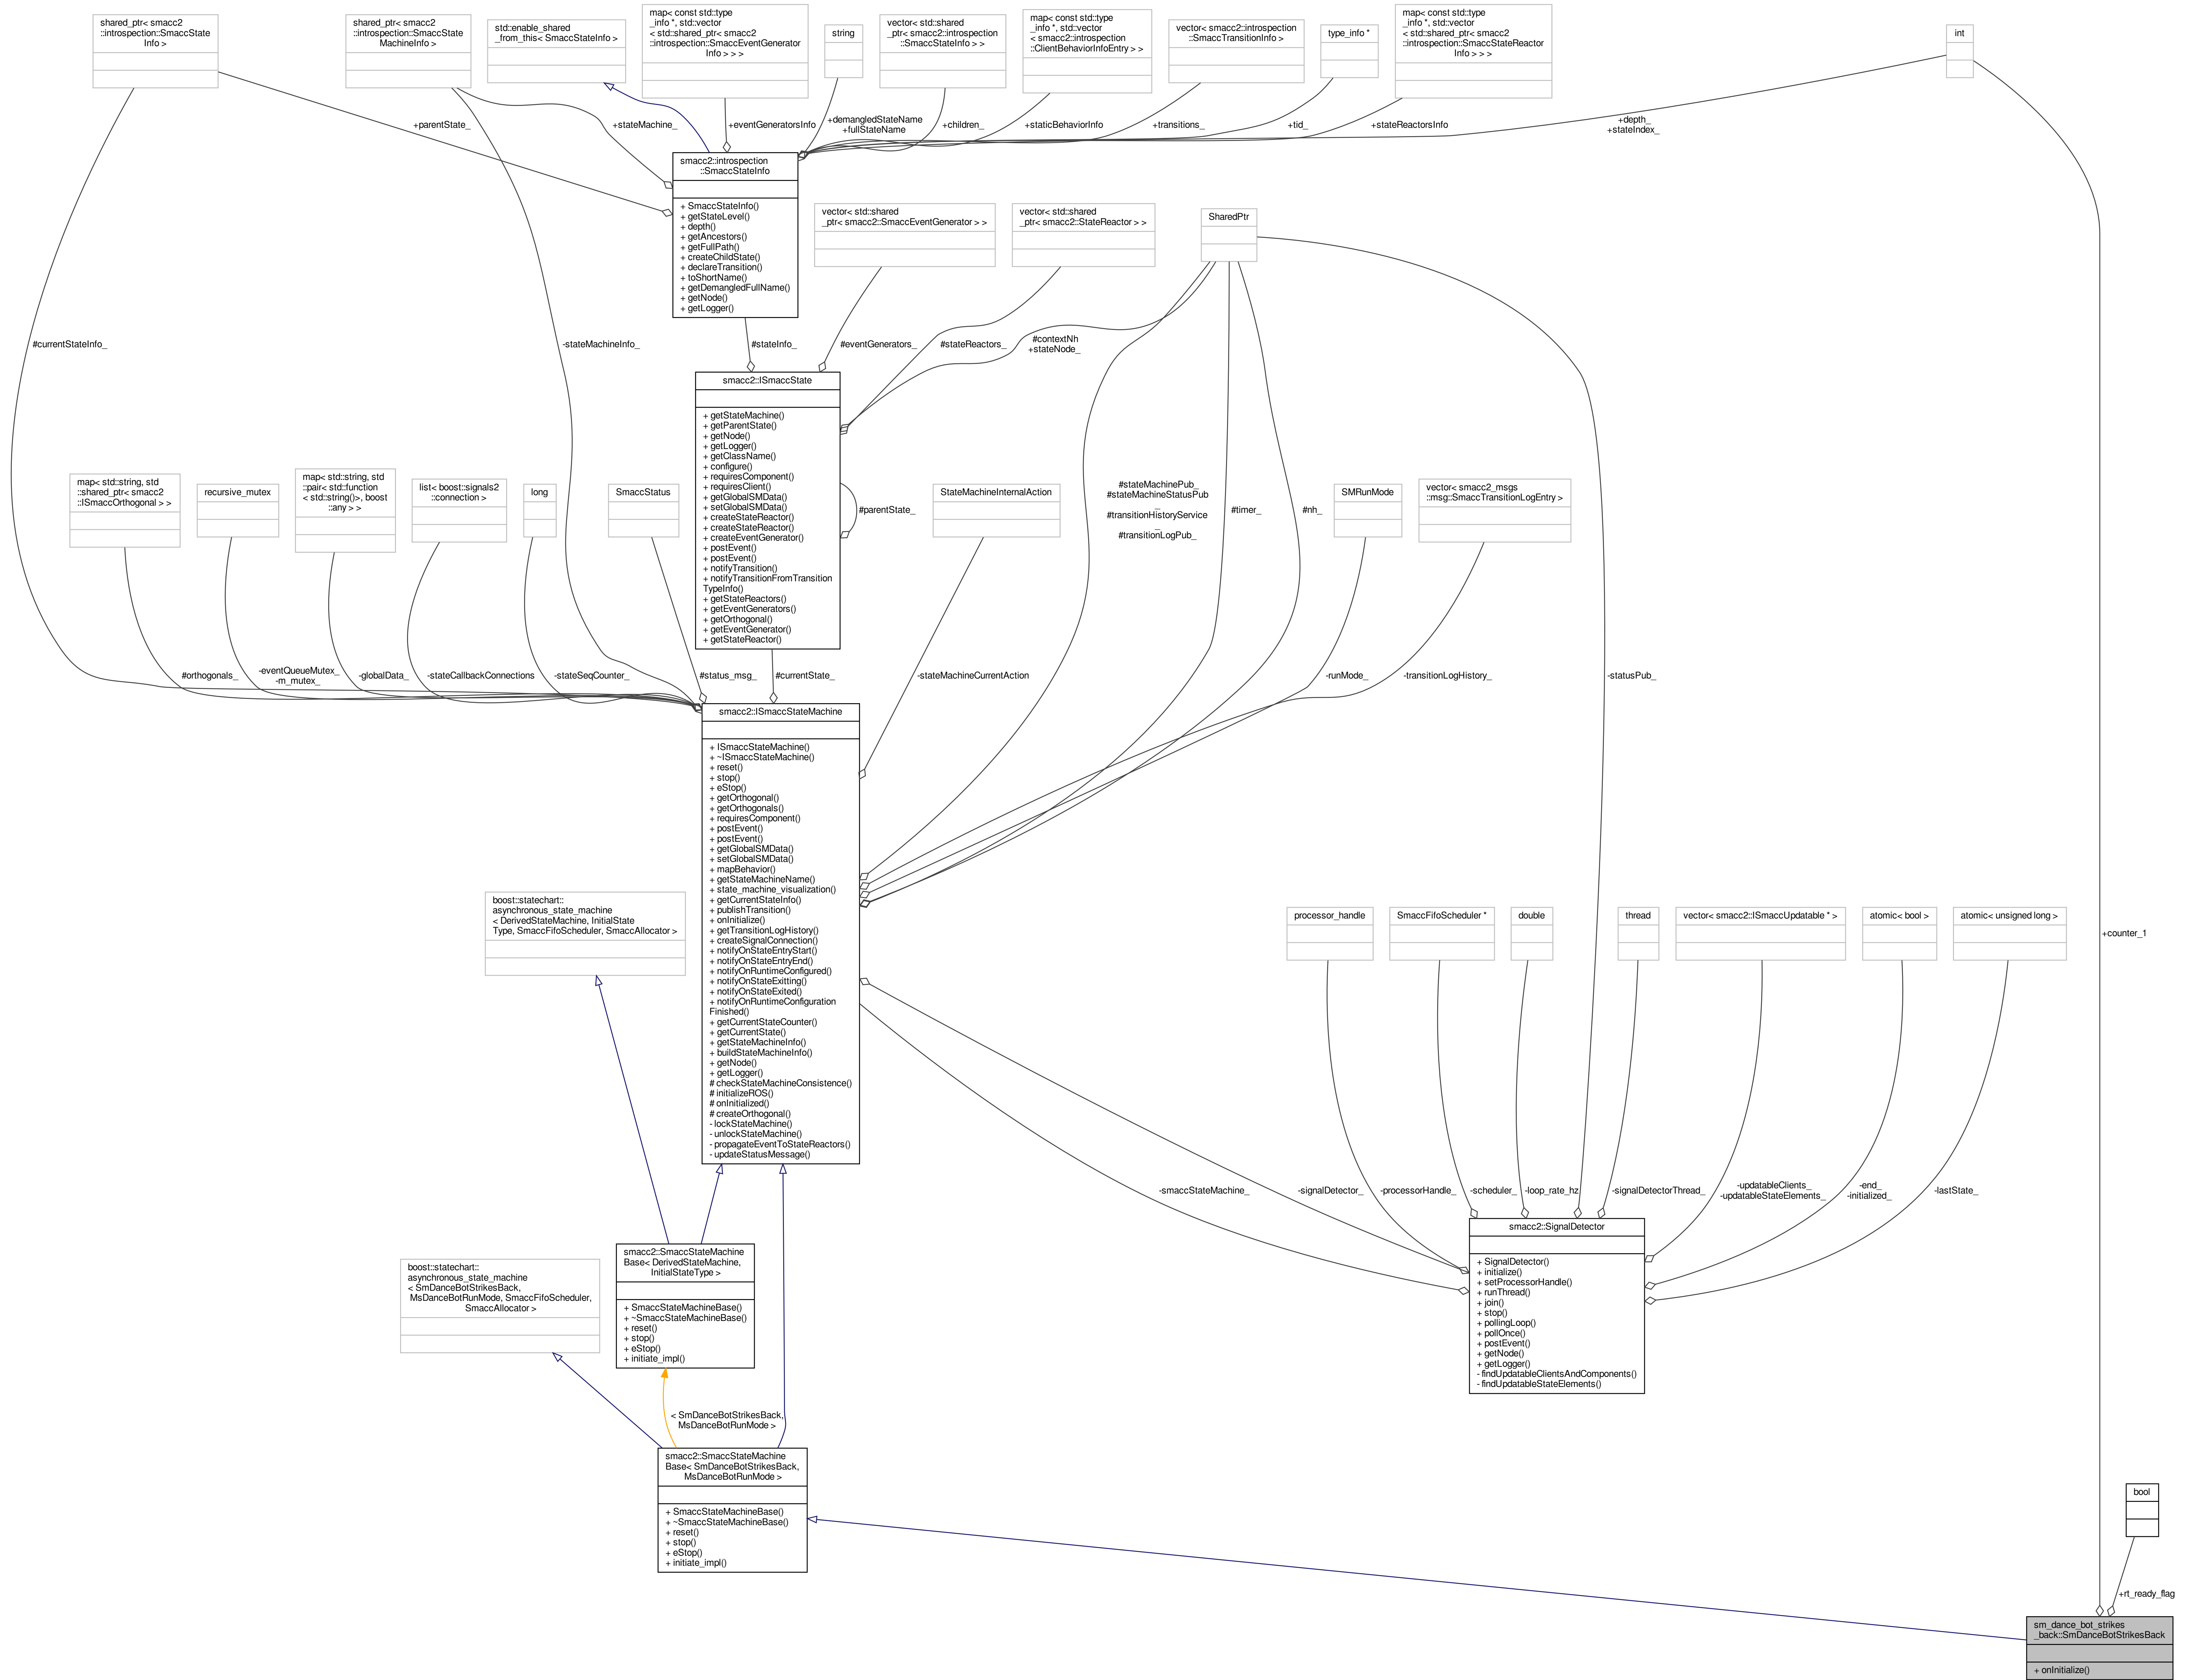 shared_ptr< smacc2
::introspection::SmaccState
Info >
shared_ptr< smacc2
::introspection::SmaccState
MachineInfo >
std::enable_shared
_from_this< SmaccStateInfo >
map< const std::type
_info *, std::vector
< std::shared_ptr< smacc2
::introspection::SmaccEventGenerator
Info > > >
string
vector< std::shared
_ptr< smacc2::introspection
::SmaccStateInfo > >
map< const std::type
_info *, std::vector
< smacc2::introspection
::ClientBehaviorInfoEntry > >
vector< smacc2::introspection
::SmaccTransitionInfo >
type_info *
map< const std::type
_info *, std::vector
< std::shared_ptr< smacc2
::introspection::SmaccStateReactor
Info > > >
int
+parentState_
+stateMachine_
+eventGeneratorsInfo
+demangledStateName
+fullStateName
+children_
+staticBehaviorInfo
+transitions_
+tid_
+stateReactorsInfo
+depth_
+stateIndex_
smacc2::introspection
::SmaccStateInfo
+ SmaccStateInfo()
+ getStateLevel()
+ depth()
+ getAncestors()
+ getFullPath()
+ createChildState()
+ declareTransition()
+ toShortName()
+ getDemangledFullName()
+ getNode()
+ getLogger()
vector< std::shared
_ptr< smacc2::SmaccEventGenerator > >
vector< std::shared
_ptr< smacc2::StateReactor > >
SharedPtr
#currentStateInfo_
-stateMachineInfo_
#stateInfo_
#eventGenerators_
#stateReactors_
#contextNh
+stateNode_
smacc2::ISmaccState
+ getStateMachine()
+ getParentState()
+ getNode()
+ getLogger()
+ getClassName()
+ configure()
+ requiresComponent()
+ requiresClient()
+ getGlobalSMData()
+ setGlobalSMData()
+ createStateReactor()
+ createStateReactor()
+ createEventGenerator()
+ postEvent()
+ postEvent()
+ notifyTransition()
+ notifyTransitionFromTransition
TypeInfo()
+ getStateReactors()
+ getEventGenerators()
+ getOrthogonal()
+ getEventGenerator()
+ getStateReactor()
#parentState_
map< std::string, std
::shared_ptr< smacc2
::ISmaccOrthogonal > >
recursive_mutex
map< std::string, std
::pair< std::function
< std::string()>, boost
::any > >
list< boost::signals2
::connection >
long
SmaccStatus
StateMachineInternalAction
#stateMachinePub_
#stateMachineStatusPub
_
#transitionHistoryService
_
#transitionLogPub_
#timer_
#nh_
SMRunMode
vector< smacc2_msgs
::msg::SmaccTransitionLogEntry >
#orthogonals_
-eventQueueMutex_
-m_mutex_
-globalData_
-stateCallbackConnections
-stateSeqCounter_
#status_msg_
#currentState_
-stateMachineCurrentAction
-runMode_
-transitionLogHistory_
-statusPub_
smacc2::ISmaccStateMachine
+ ISmaccStateMachine()
+ ~ISmaccStateMachine()
+ reset()
+ stop()
+ eStop()
+ getOrthogonal()
+ getOrthogonals()
+ requiresComponent()
+ postEvent()
+ postEvent()
+ getGlobalSMData()
+ setGlobalSMData()
+ mapBehavior()
+ getStateMachineName()
+ state_machine_visualization()
+ getCurrentStateInfo()
+ publishTransition()
+ onInitialize()
+ getTransitionLogHistory()
+ createSignalConnection()
+ notifyOnStateEntryStart()
+ notifyOnStateEntryEnd()
+ notifyOnRuntimeConfigured()
+ notifyOnStateExitting()
+ notifyOnStateExited()
+ notifyOnRuntimeConfiguration
Finished()
+ getCurrentStateCounter()
+ getCurrentState()
+ getStateMachineInfo()
+ buildStateMachineInfo()
+ getNode()
+ getLogger()
# checkStateMachineConsistence()
# initializeROS()
# onInitialized()
# createOrthogonal()
- lockStateMachine()
- unlockStateMachine()
- propagateEventToStateReactors()
- updateStatusMessage()
boost::statechart::
asynchronous_state_machine
< DerivedStateMachine, InitialState
Type, SmaccFifoScheduler, SmaccAllocator >
processor_handle
SmaccFifoScheduler *
double
thread
vector< smacc2::ISmaccUpdatable * >
atomic< bool >
atomic< unsigned long >
+counter_1
-smaccStateMachine_
-signalDetector_
-processorHandle_
-scheduler_
-loop_rate_hz
-signalDetectorThread_
-updatableClients_
-updatableStateElements_
-end_
-initialized_
-lastState_
smacc2::SignalDetector
+ SignalDetector()
+ initialize()
+ setProcessorHandle()
+ runThread()
+ join()
+ stop()
+ pollingLoop()
+ pollOnce()
+ postEvent()
+ getNode()
+ getLogger()
- findUpdatableClientsAndComponents()
- findUpdatableStateElements()
smacc2::SmaccStateMachine
Base< DerivedStateMachine,
InitialStateType >
+ SmaccStateMachineBase()
+ ~SmaccStateMachineBase()
+ reset()
+ stop()
+ eStop()
+ initiate_impl()
boost::statechart::
asynchronous_state_machine
< SmDanceBotStrikesBack,
MsDanceBotRunMode, SmaccFifoScheduler,
SmaccAllocator >
< SmDanceBotStrikesBack,
MsDanceBotRunMode >
smacc2::SmaccStateMachine
Base< SmDanceBotStrikesBack,
MsDanceBotRunMode >
+ SmaccStateMachineBase()
+ ~SmaccStateMachineBase()
+ reset()
+ stop()
+ eStop()
+ initiate_impl()
bool
+rt_ready_flag
sm_dance_bot_strikes
_back::SmDanceBotStrikesBack
+ onInitialize()